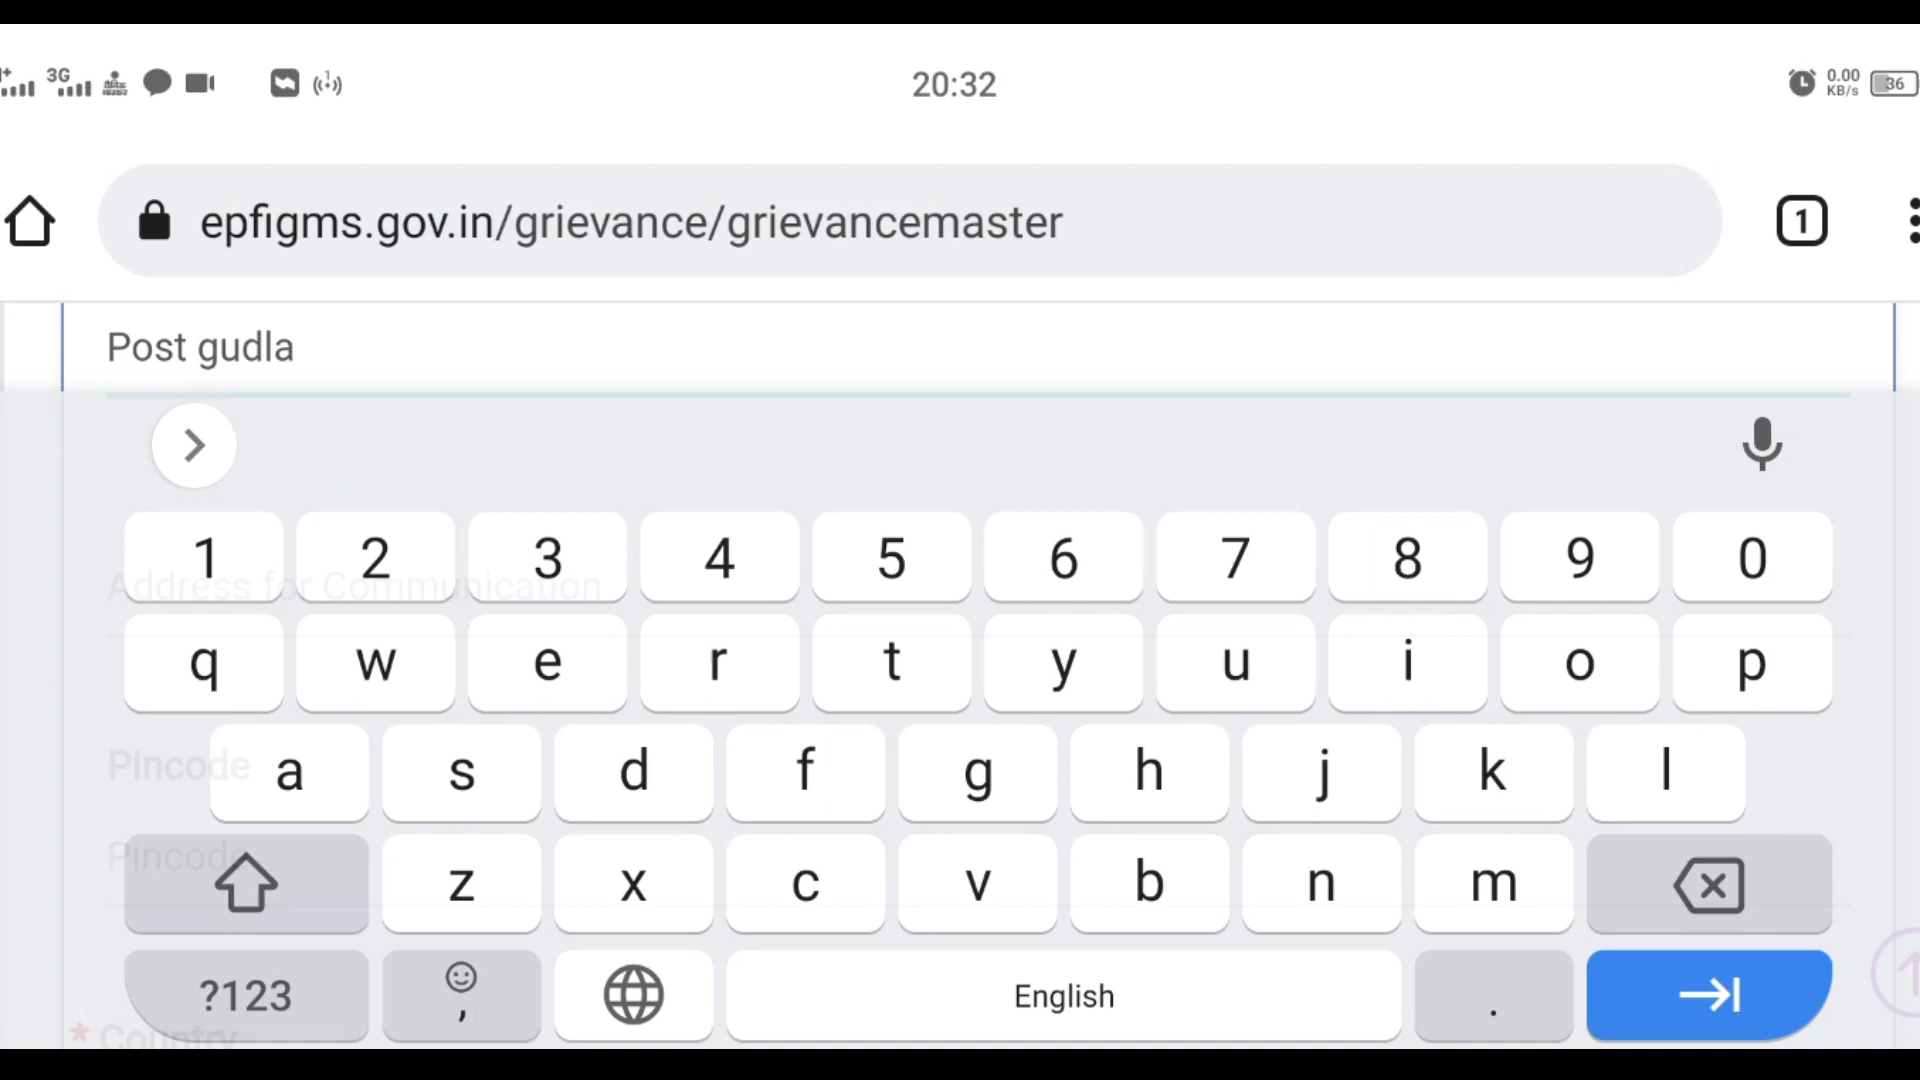 3G
20:32
0.00
KB/s
36
epfigms.gov.in/grievance/grievancemaster
1
Post gudla
1 2 3 4 5 6 7 8 9 0
Address for Communication
q w e r t y u i o p
Pincode
a s d f g h j k l
Pincode
z x c v b n m
?123 , English .
* Country